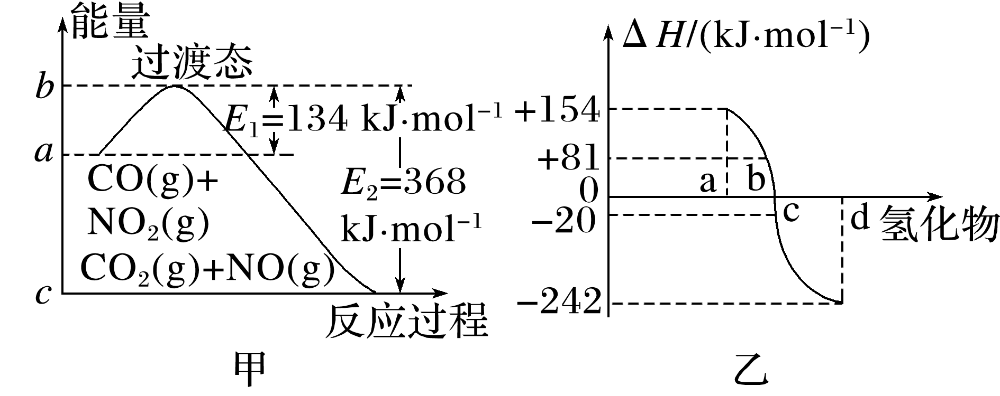 能量
过渡态
b
E₁=134 kJ·mol⁻¹
a
CO(g)+
NO₂(g)
E₂=368
kJ·mol⁻¹
CO₂(g)+NO(g)
c
反应过程
甲
Δ H/(kJ·mol⁻¹)
+154
+81
a
b
0
−20
c
d
氢化物
−242
乙